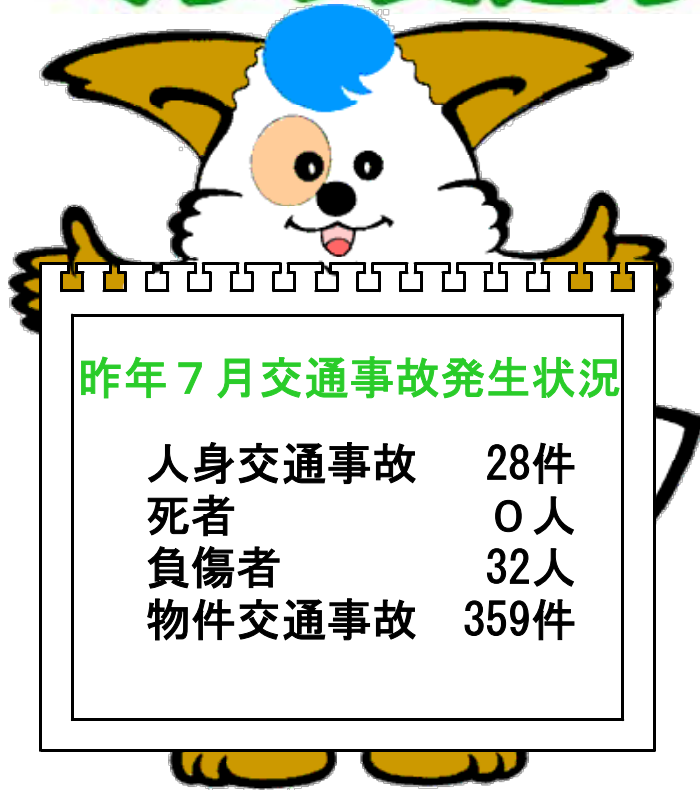 昨年７月交通事故発生状況
人身交通事故　28件
死者　０人
負傷者　32人
物件交通事故　359件